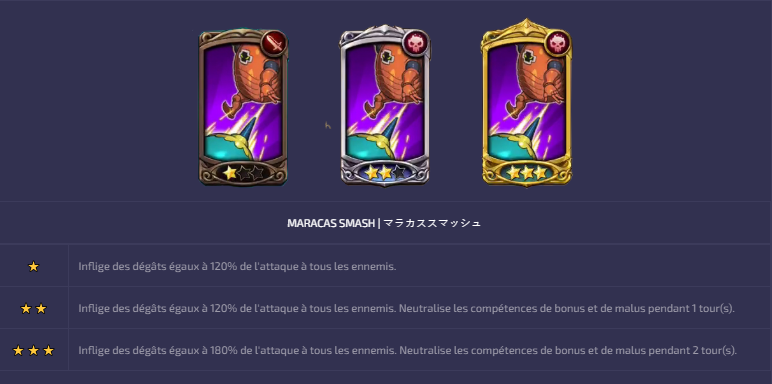 MARACAS SMASH | マラカススマッシュ
Inflige des dégâts égaux à 120% de l'attaque à tous les ennemis.
Inflige des dégâts égaux à 120% de l'attaque à tous les ennemis. Neutralise les compétences de bonus et de malus pendant 1 tour(s).
Inflige des dégâts égaux à 180% de l'attaque à tous les ennemis. Neutralise les compétences de bonus et de malus pendant 2 tour(s).